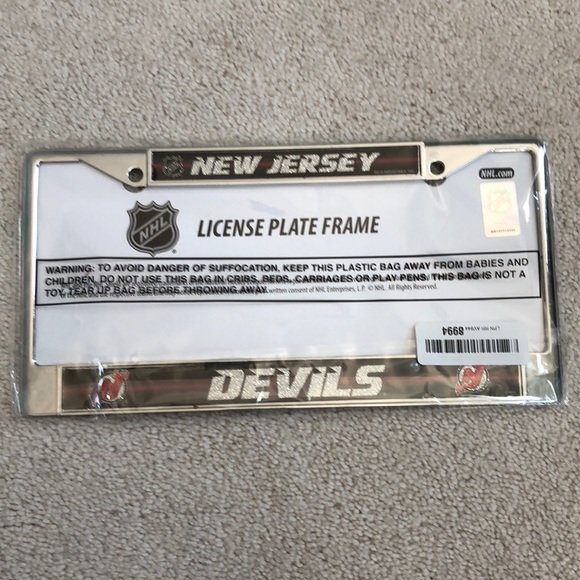 NEW JERSEY
NHL.com
NHL
LICENSE PLATE FRAME
WARNING: TO AVOID DANGER OF SUFFOCATION, KEEP THIS PLASTIC BAG AWAY FROM BABIES AND
CHILDREN. DO NOT USE THIS BAG IN CRIBS, BEDS, CARRIAGES OR PLAY PENS. THIS BAG IS NOT A
TOY. TEAR UP BAG BEFORE THROWING AWAY.
written consent of NHL Enterprises, L.P. © NHL. All Rights Reserved.
8994
DEVILS